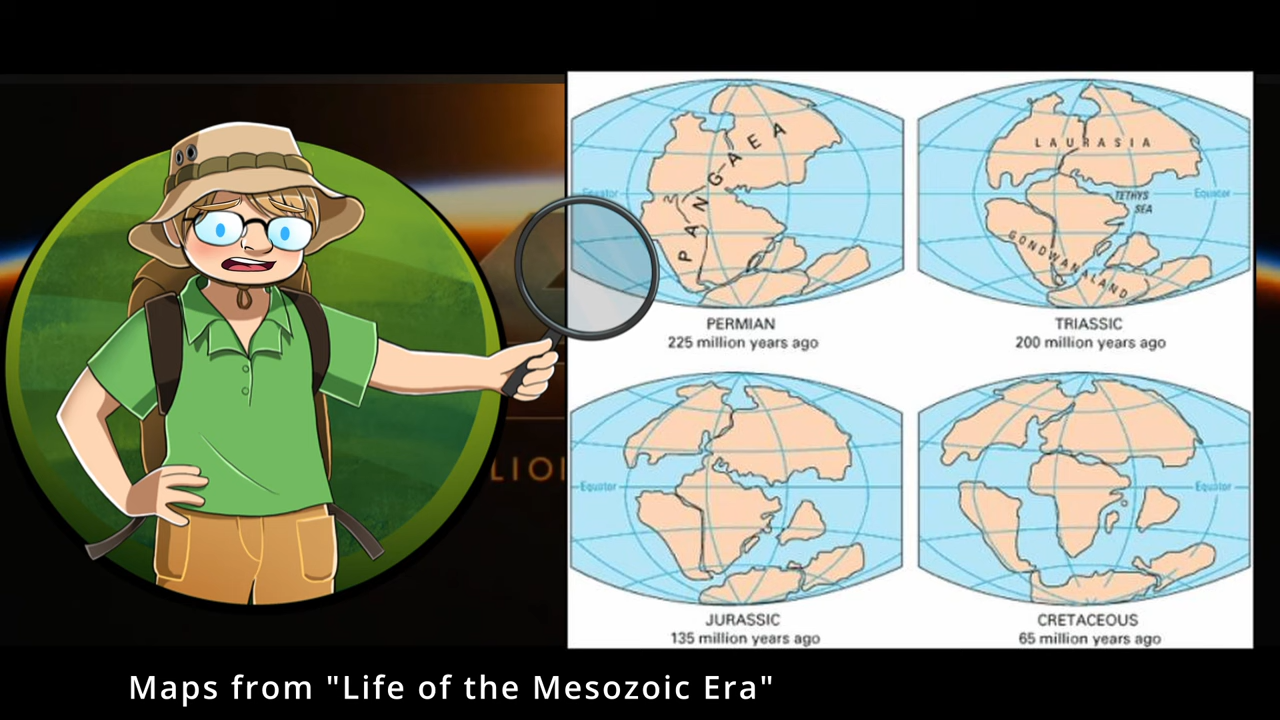 PANGAEA
Equator
PERMIAN
225 million years ago
LAURASIA
TETHYS
SEA
Equator
GONDWANALAND
TRIASSIC
200 million years ago
Equator
JURASSIC
135 million years ago
Equator
CRETACEOUS
65 million years ago
LIO
Maps from "Life of the Mesozoic Era"